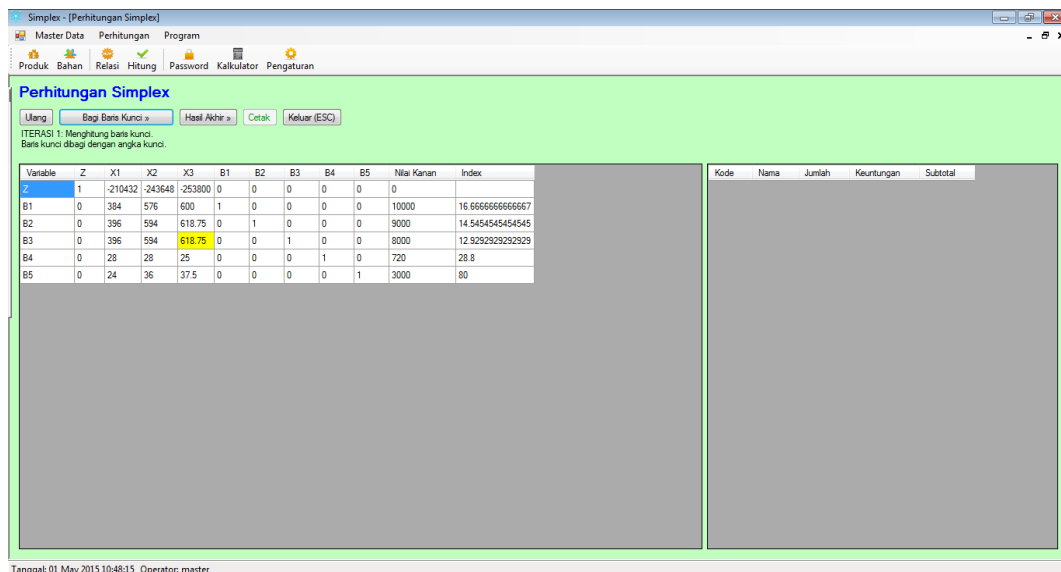 Simplex - [Perhitungan Simplex]
Master Data Perhitungan Program
Produk Bahan Relasi Hitung Password Kalkulator Pengaturan
Perhitungan Simplex
Ulang Bagi Baris Kunci » Hasil Akhir » Cetak Keluar (ESC)
ITERASI 1: Menghitung baris kunci.
Baris kunci dibagi dengan angka kunci.
Variable Z X1 X2 X3 B1 B2 B3 B4 B5 Nilai Kanan Index
Z 1 -210432 -243648 -253800 0 0 0 0 0 0
B1 0 384 576 600 1 0 0 0 0 10000 16.6666666666667
B2 0 396 594 618.75 0 1 0 0 0 9000 14.5454545454545
B3 0 396 594 618.75 0 0 1 0 0 8000 12.9292929292929
B4 0 28 28 25 0 0 0 1 0 720 28.8
B5 0 24 36 37.5 0 0 0 0 1 3000 80
Kode Nama Jumlah Keuntungan Subtotal
Tanggal: 01 May 2015 10:48:15 Operator: master